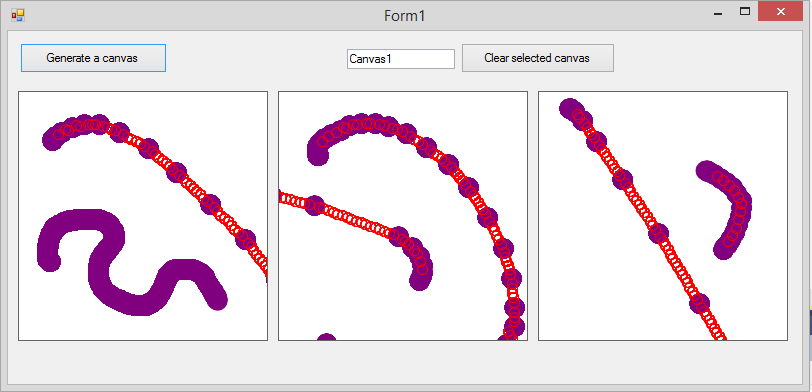 Form1
Generate a canvas
Canvas1
Clear selected canvas